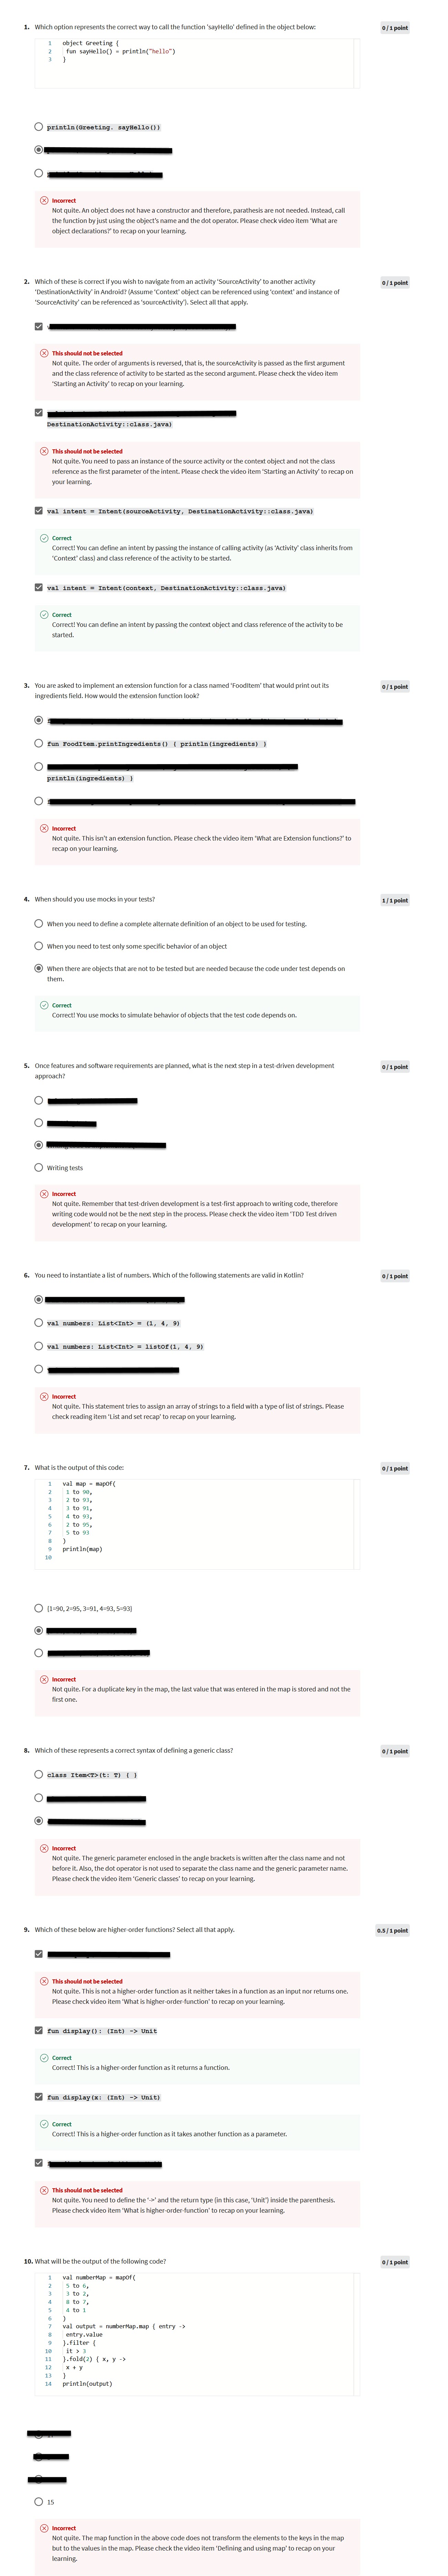 1. Which option represents the correct way to call the function 'sayHello' defined in the object below:
0 / 1 point
1 object Greeting {
2 fun sayHello() = println("hello")
3 }
println(Greeting. sayHello())
Incorrect
Not quite. An object does not have a constructor and therefore, parathesis are not needed. Instead, call
the function by just using the object's name and the dot operator. Please check video item 'What are
object declarations?' to recap on your learning.
2. Which of these is correct if you wish to navigate from an activity 'SourceActivity' to another activity
0 / 1 point
'DestinationActivity' in Android? (Assume 'Context' object can be referenced using 'context' and instance of
'SourceActivity' can be referenced as 'sourceActivity'). Select all that apply.
This should not be selected
Not quite. The order of arguments is reversed, that is, the sourceActivity is passed as the first argument
and the class reference of activity to be started as the second argument. Please check the video item
'Starting an Activity' to recap on your learning.
DestinationActivity::class.java)
This should not be selected
Not quite. You need to pass an instance of the source activity or the context object and not the class
reference as the first parameter of the intent. Please check the video item 'Starting an Activity' to recap on
your learning.
val intent = Intent(sourceActivity, DestinationActivity::class.java)
Correct
Correct! You can define an intent by passing the instance of calling activity (as 'Activity' class inherits from
'Context' class) and class reference of the activity to be started.
val intent = Intent(context, DestinationActivity::class.java)
Correct
Correct! You can define an intent by passing the context object and class reference of the activity to be
started.
3. You are asked to implement an extension function for a class named 'FoodItem' that would print out its
0 / 1 point
ingredients field. How would the extension function look?
fun FoodItem.printIngredients() { println(ingredients) }
println(ingredients) }
Incorrect
Not quite. This isn't an extension function. Please check the video item 'What are Extension functions?' to
recap on your learning.
4. When should you use mocks in your tests?
1 / 1 point
When you need to define a complete alternate definition of an object to be used for testing.
When you need to test only some specific behavior of an object
When there are objects that are not to be tested but are needed because the code under test depends on
them.
Correct
Correct! You use mocks to simulate behavior of objects that the test code depends on.
5. Once features and software requirements are planned, what is the next step in a test-driven development
0 / 1 point
approach?
Writing tests
Incorrect
Not quite. Remember that test-driven development is a test-first approach to writing code, therefore
writing code would not be the next step in the process. Please check the video item 'TDD Test driven
development' to recap on your learning.
6. You need to instantiate a list of numbers. Which of the following statements are valid in Kotlin?
0 / 1 point
val numbers: List<Int> = (1, 4, 9)
val numbers: List<Int> = listOf(1, 4, 9)
Incorrect
Not quite. This statement tries to assign an array of strings to a field with a type of list of strings. Please
check reading item 'List and set recap' to recap on your learning.
7. What is the output of this code:
0 / 1 point
1 val map = mapOf(
2 1 to 90,
3 2 to 93,
4 3 to 91,
5 4 to 93,
6 2 to 95,
7 5 to 93
8 )
9 println(map)
10
{1=90, 2=95, 3=91, 4=93, 5=93}
Incorrect
Not quite. For a duplicate key in the map, the last value that was entered in the map is stored and not the
first one.
8. Which of these represents a correct syntax of defining a generic class?
0 / 1 point
class Item<T>(t: T) { }
Incorrect
Not quite. The generic parameter enclosed in the angle brackets is written after the class name and not
before it. Also, the dot operator is not used to separate the class name and the generic parameter name.
Please check the video item 'Generic classes' to recap on your learning.
9. Which of these below are higher-order functions? Select all that apply.
0.5 / 1 point
This should not be selected
Not quite. This is not a higher-order function as it neither takes in a function as an input nor returns one.
Please check video item 'What is higher-order-function' to recap on your learning.
fun display(): (Int) -> Unit
Correct
Correct! This is a higher-order function as it returns a function.
fun display(x: (Int) -> Unit)
Correct
Correct! This is a higher-order function as it takes another function as a parameter.
This should not be selected
Not quite. You need to define the '->' and the return type (in this case, 'Unit') inside the parenthesis.
Please check video item 'What is higher-order-function' to recap on your learning.
10. What will be the output of the following code?
0 / 1 point
1 val numberMap = mapOf(
2 5 to 6,
3 3 to 2,
4 8 to 7,
5 4 to 1
6 )
7 val output = numberMap.map { entry ->
8 entry.value
9 }.filter {
10 it > 3
11 }.fold(2) { x, y ->
12 x + y
13 }
14 println(output)
15
Incorrect
Not quite. The map function in the above code does not transform the elements to the keys in the map
but to the values in the map. Please check the video item 'Defining and using map' to recap on your
learning.